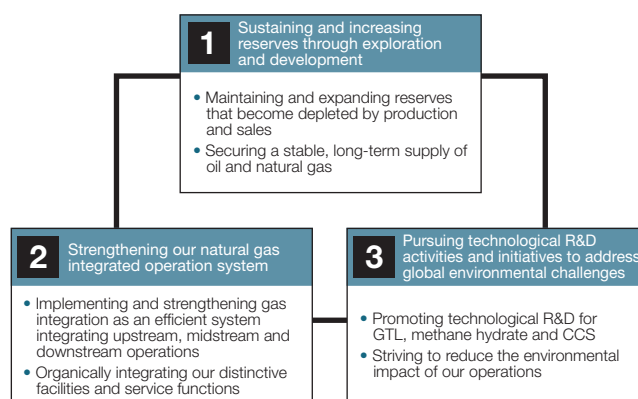 1
Sustaining and increasing
reserves through exploration
and development
• Maintaining and expanding reserves
that become depleted by production
and sales
• Securing a stable, long-term supply of
oil and natural gas
2
Strengthening our natural gas
integrated operation system
• Implementing and strengthening gas
integration as an efficient system
integrating upstream, midstream and
downstream operations
• Organically integrating our distinctive
facilities and service functions
3
Pursuing technological R&D
activities and initiatives to address
global environmental challenges
• Promoting technological R&D for
GTL, methane hydrate and CCS
• Striving to reduce the environmental
impact of our operations